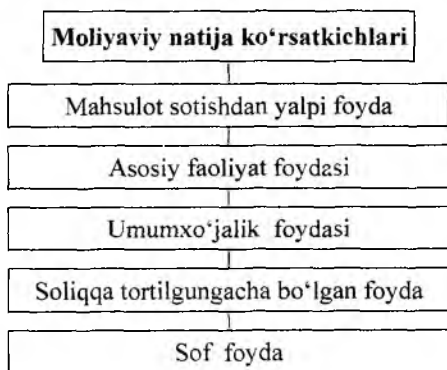 Moliyaviy natija ko‘rsatkichlari
Mahsulot sotishdan yalpi foyda
Asosiy faoliyat foydasi
Umumxo‘jalik foydasi
Soliqqa tortilgungacha bo‘lgan foyda
Sof foyda